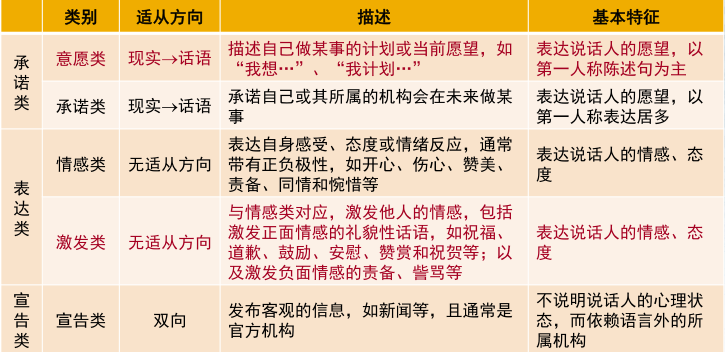 类别 适从方向 描述 基本特征
承诺类
意愿类 现实→话语
描述自己做某事的计划或当前愿望，如
“我想…”、“我计划…”
表达说话人的愿望，以
第一人称陈述句为主
承诺类 现实→话语
承诺自己或其所属的机构会在未来做某
事
表达说话人的愿望，以
第一人称表达居多
表达类
情感类 无适从方向
表达自身感受、态度或情绪反应，通常
带有正负极性，如开心、伤心、赞美、
责备、同情和惋惜等
表达说话人的情感、态
度
激发类 无适从方向
与情感类对应，激发他人的情感，包括
激发正面情感的礼貌性话语，如祝福、
道歉、鼓励、安慰、赞赏和祝贺等；以
及激发负面情感的责备、訾骂等
表达说话人的情感、态
度
宣告类
宣告类 双向
发布客观的信息，如新闻等，且通常是
官方机构
不说明说话人的心理状
态，而依赖语言外的所
属机构